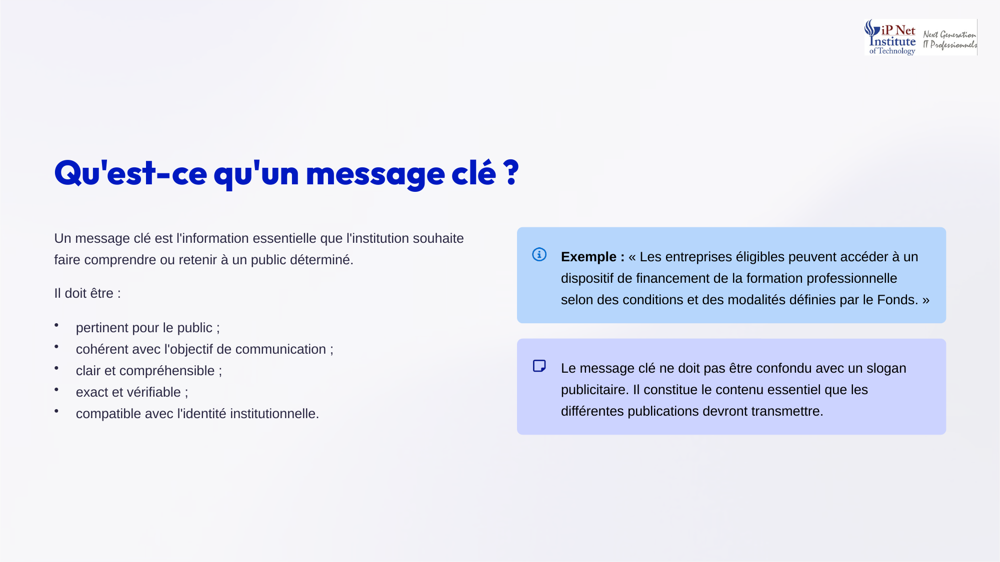 iP Net
Institute
of Technology
Next Generation
IT Professionnels
Qu'est-ce qu'un message clé ?
Un message clé est l'information essentielle que l'institution souhaite
faire comprendre ou retenir à un public déterminé.
Il doit être :
• pertinent pour le public ;
• cohérent avec l'objectif de communication ;
• clair et compréhensible ;
• exact et vérifiable ;
• compatible avec l'identité institutionnelle.
Exemple : « Les entreprises éligibles peuvent accéder à un
dispositif de financement de la formation professionnelle
selon des conditions et des modalités définies par le Fonds. »
Le message clé ne doit pas être confondu avec un slogan
publicitaire. Il constitue le contenu essentiel que les
différentes publications devront transmettre.